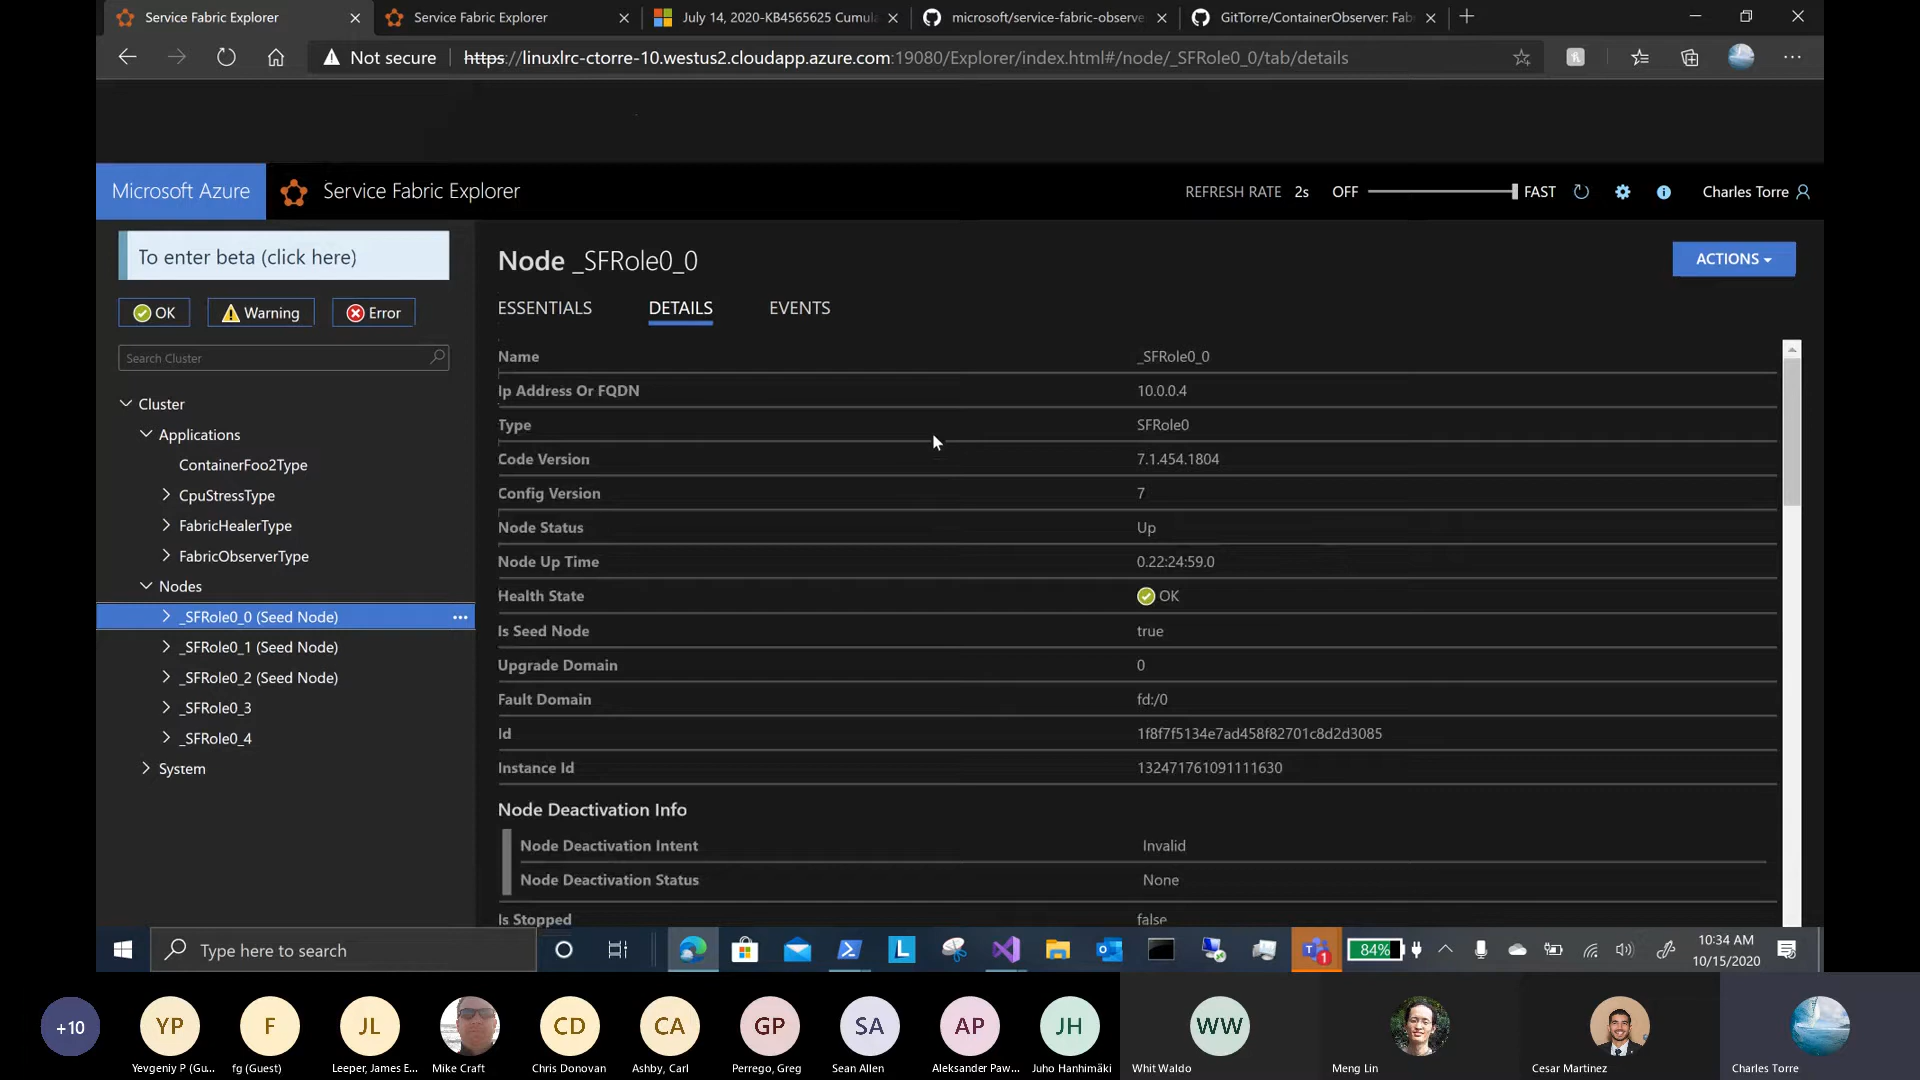 Service Fabric Explorer
Service Fabric Explorer
July 14, 2020-KB4565625 Cumula
microsoft/service-fabric-observe
GitTorre/ContainerObserver: Fab
Not secure
https://linuxlrc-ctorre-10.westus2.cloudapp.azure.com:19080/Explorer/index.html#/node/_SFRole0_0/tab/details
Microsoft Azure
Service Fabric Explorer
REFRESH RATE 2s OFF FAST
Charles Torre
To enter beta (click here)
OK
Warning
Error
Search Cluster
Cluster
Applications
ContainerFoo2Type
CpuStressType
FabricHealerType
FabricObserverType
Nodes
_SFRole0_0 (Seed Node)
_SFRole0_1 (Seed Node)
_SFRole0_2 (Seed Node)
_SFRole0_3
_SFRole0_4
System
Node _SFRole0_0
ACTIONS
ESSENTIALS DETAILS EVENTS
Name _SFRole0_0
Ip Address Or FQDN 10.0.0.4
Type SFRole0
Code Version 7.1.454.1804
Config Version 7
Node Status Up
Node Up Time 0.22:24:59.0
Health State OK
Is Seed Node true
Upgrade Domain 0
Fault Domain fd:/0
Id 1f8f7f5134e7ad458f82701c8d2d3085
Instance Id 132471761091111630
Node Deactivation Info
Node Deactivation Intent Invalid
Node Deactivation Status None
Is Stopped false
Type here to search
L
1
84%
10:34 AM
10/15/2020
+10
YP
F
JL
CD
CA
GP
SA
AP
JH
WW
Yevgeniy P (Gu...
fg (Guest)
Leeper, James E...
Mike Craft
Chris Donovan
Ashby, Carl
Perrego, Greg
Sean Allen
Aleksander Paw...
Juho Hanhimäki
Whit Waldo
Meng Lin
Cesar Martinez
Charles Torre